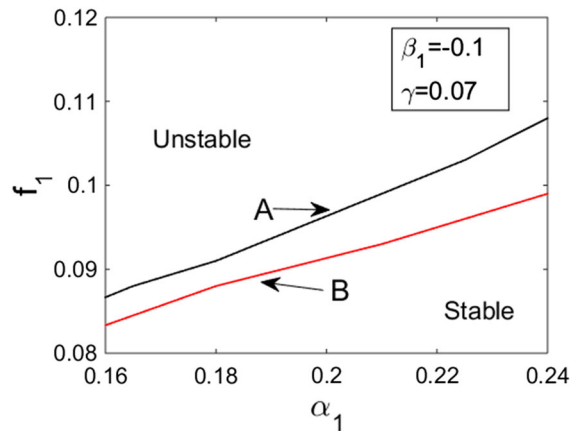 0.12
β₁=-0.1
γ=0.07
0.11
Unstable
f₁
0.1
A
0.09
B
Stable
0.08
0.16 0.18 0.2 0.22 0.24
α₁